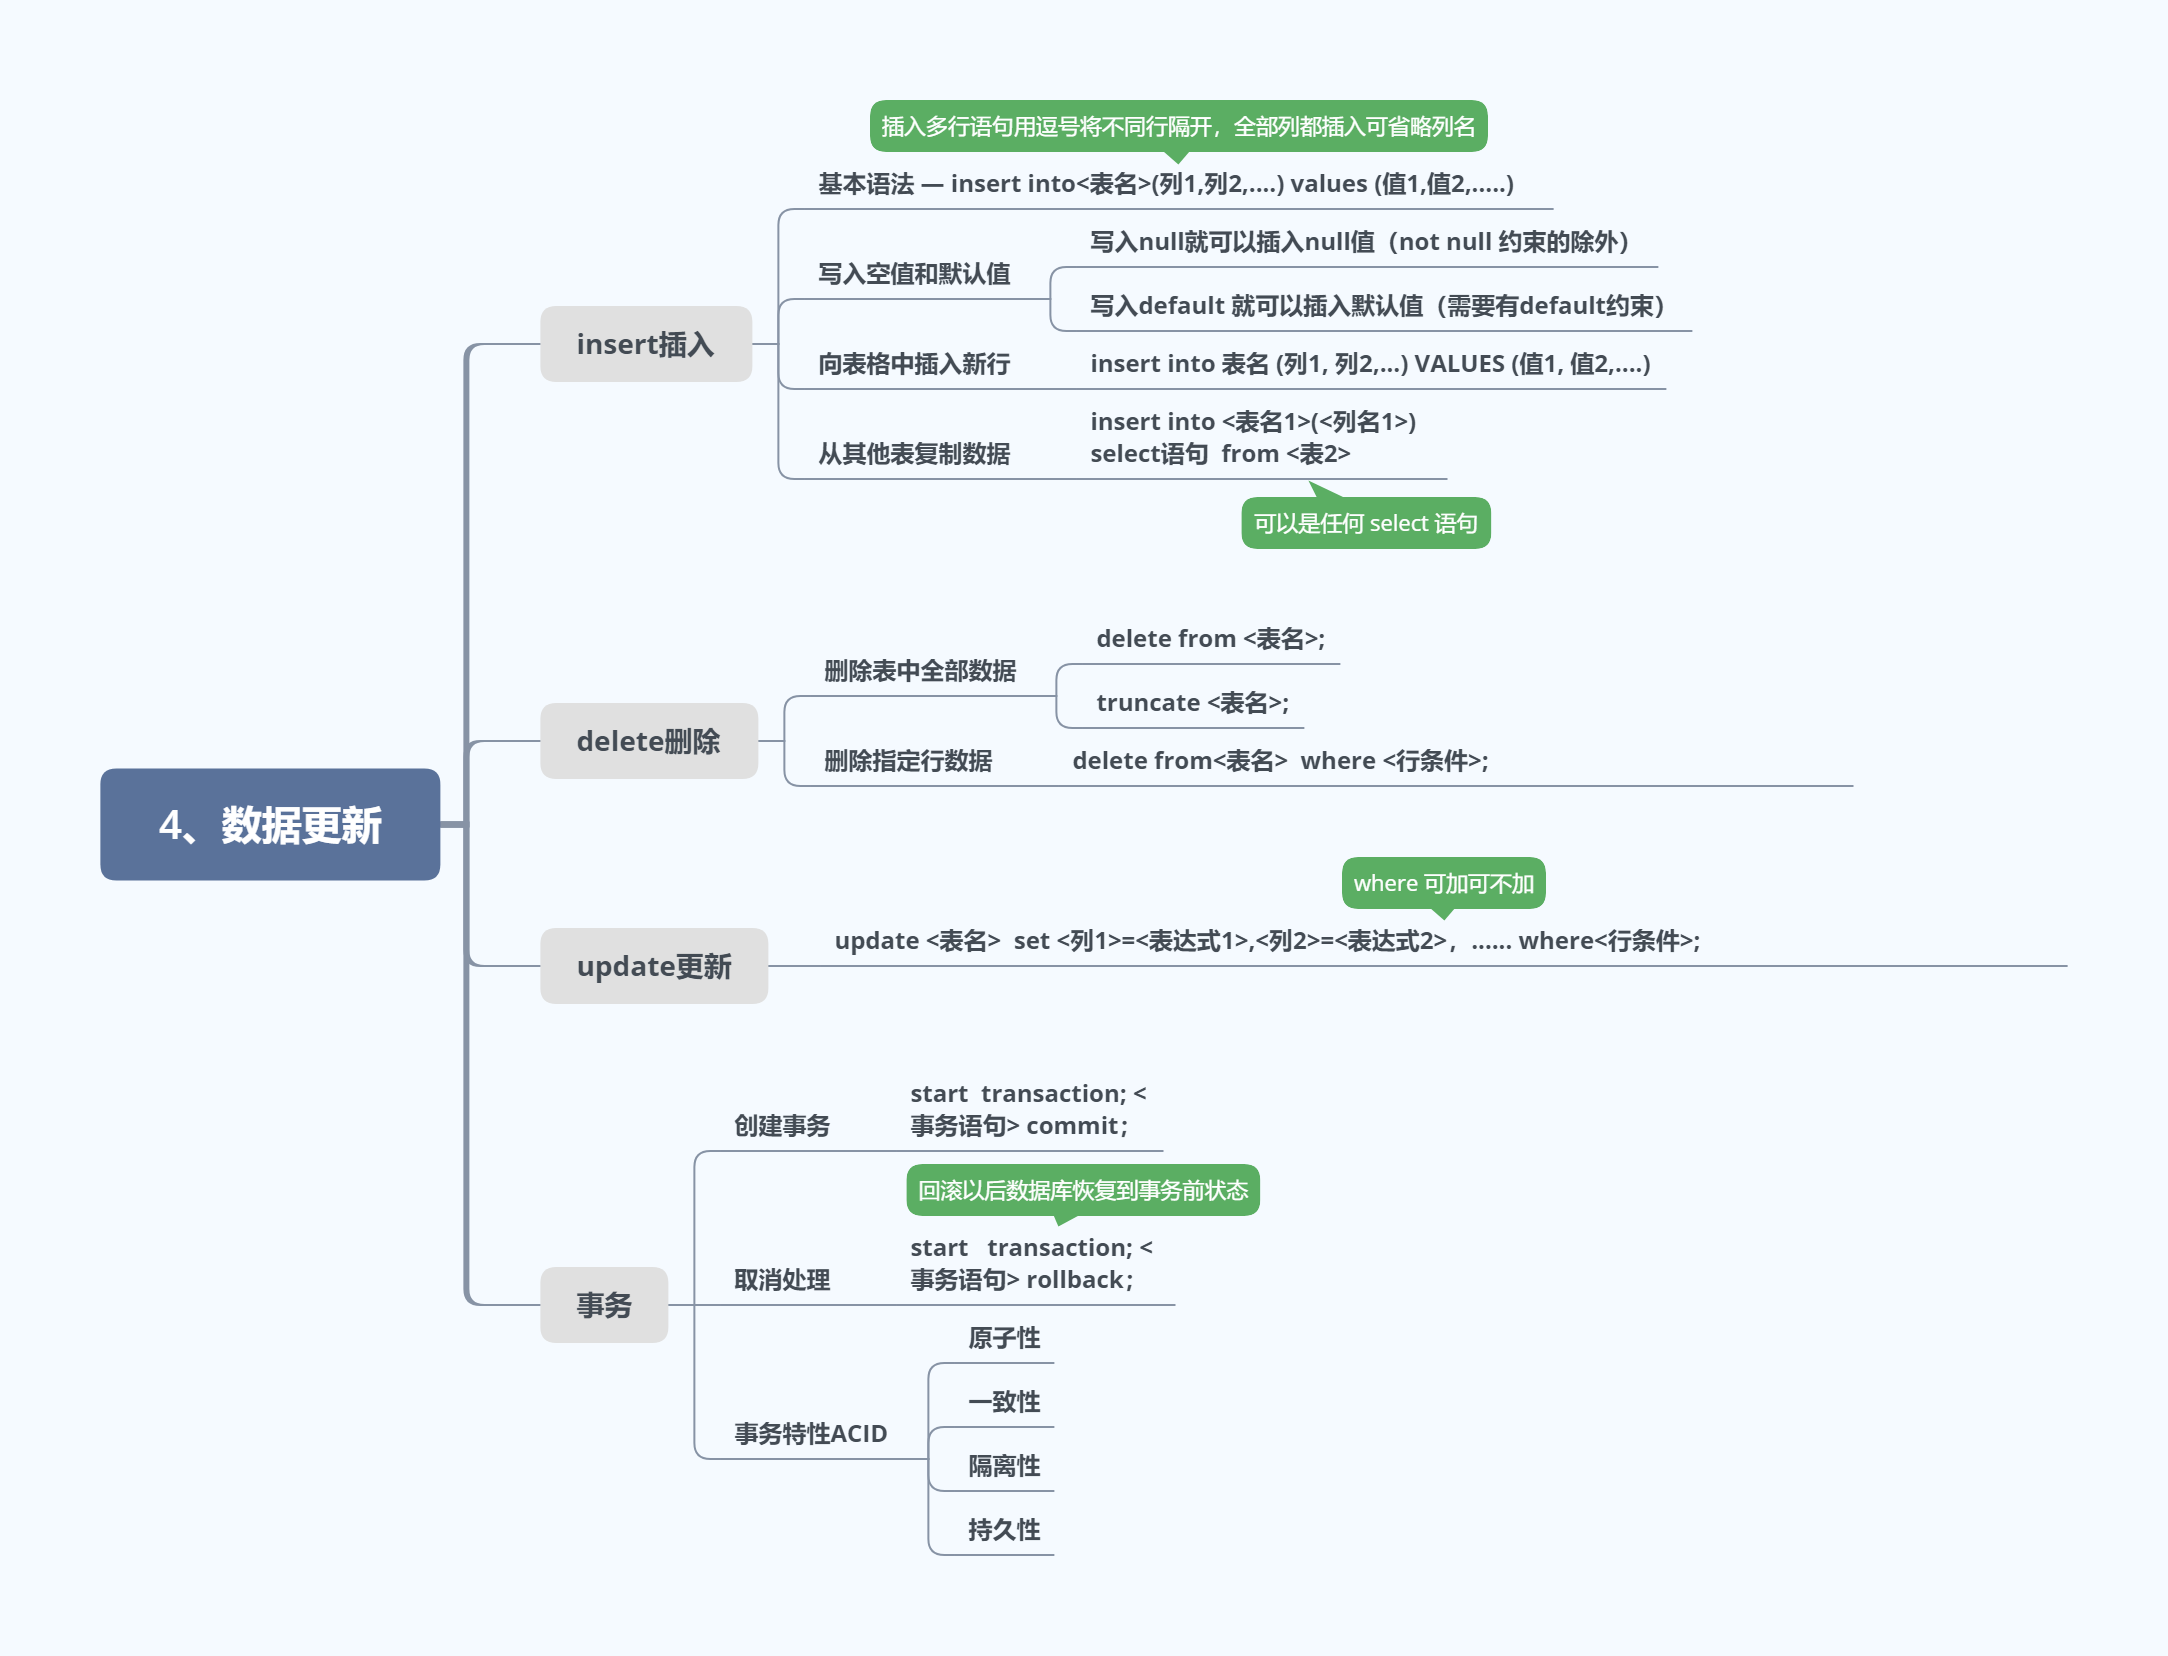 插入多行语句用逗号将不同行隔开，全部列都插入可省略列名
基本语法 — insert into<表名>(列1,列2,....) values (值1,值2,.....)
写入null就可以插入null值（not null 约束的除外）
写入空值和默认值
写入default 就可以插入默认值（需要有default约束）
insert插入
向表格中插入新行 insert into 表名 (列1, 列2,...) VALUES (值1, 值2,....)
insert into <表名1>(<列名1>)
从其他表复制数据 select语句  from <表2>
可以是任何 select 语句
delete from <表名>;
删除表中全部数据
truncate <表名>;
delete删除
删除指定行数据 delete from<表名>  where <行条件>;
4、数据更新
where 可加可不加
update <表名>  set <列1>=<表达式1>,<列2>=<表达式2>，...... where<行条件>;
update更新
start  transaction; <
创建事务 事务语句> commit；
回滚以后数据库恢复到事务前状态
start   transaction; <
取消处理 事务语句> rollback；
事务
原子性
一致性
事务特性ACID
隔离性
持久性